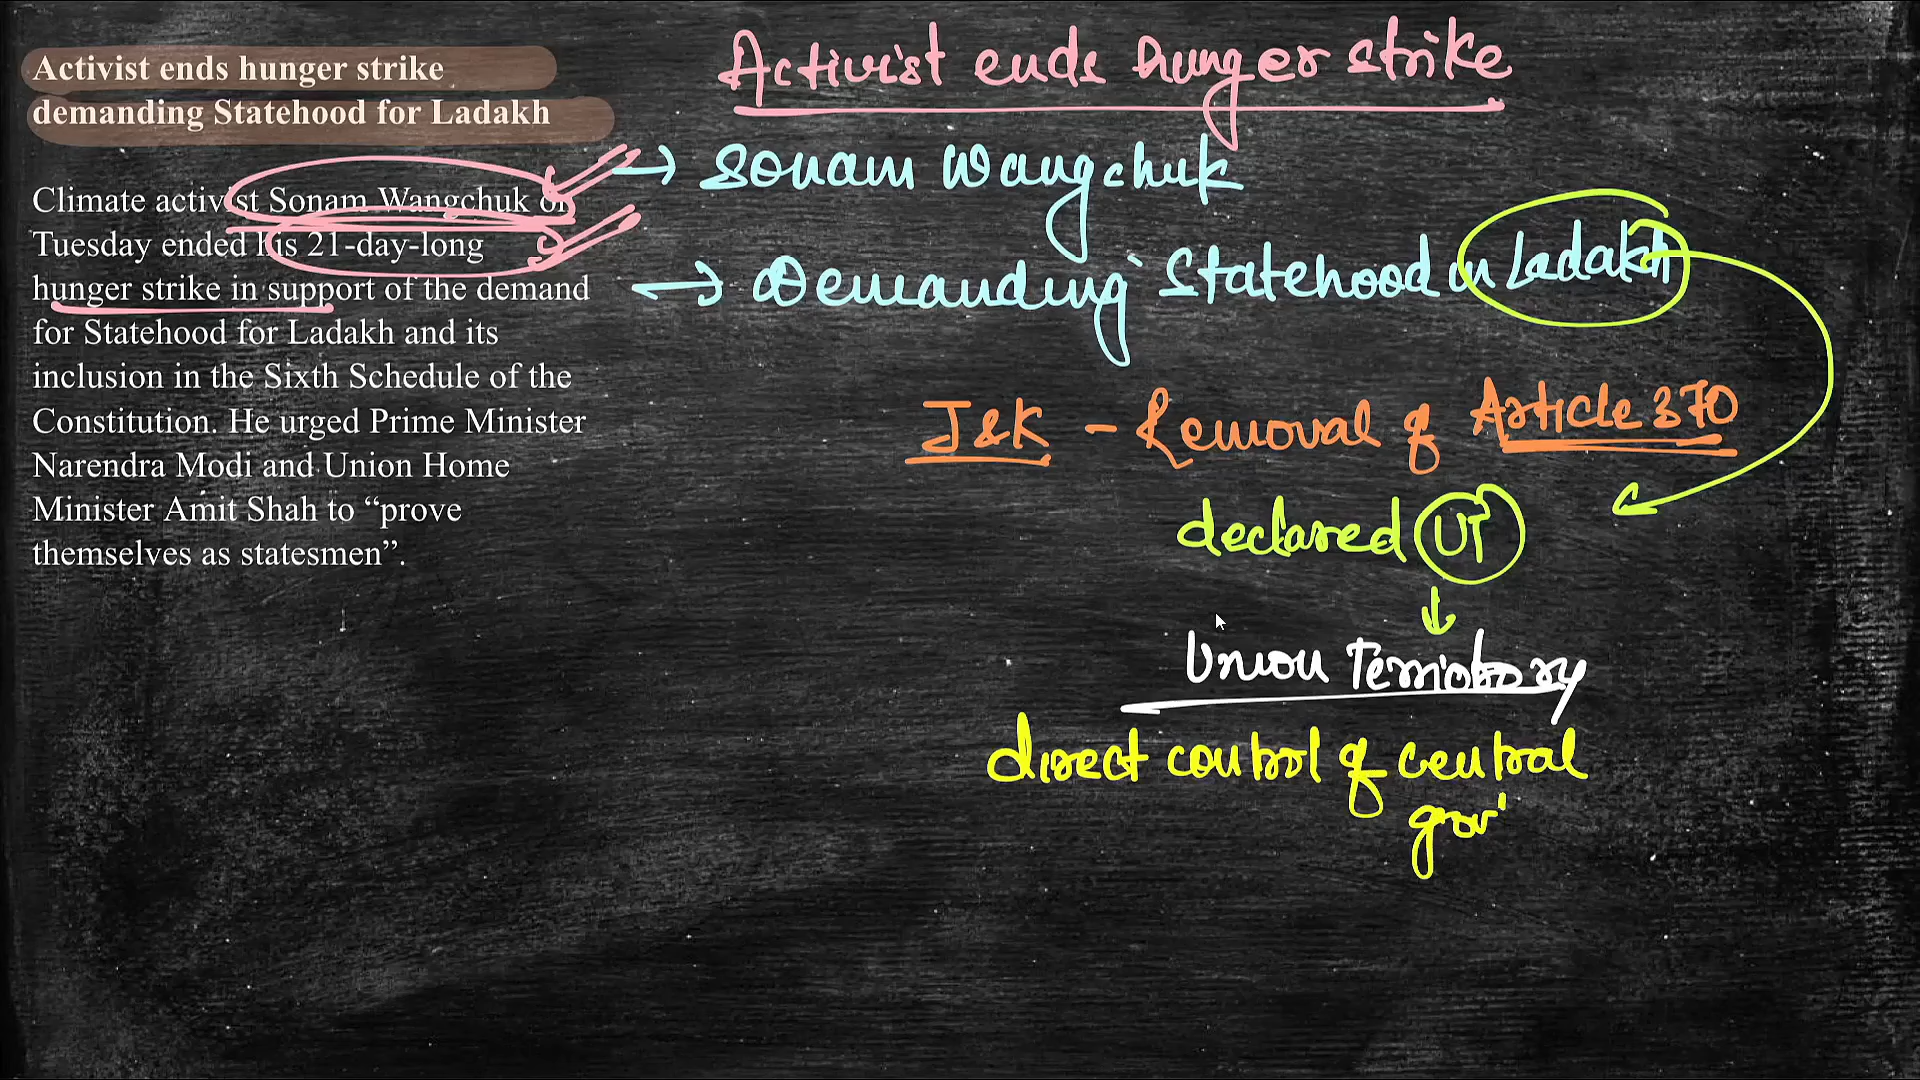 Activist ends hunger strike
demanding Statehood for Ladakh
Climate activist Sonam Wangchuk on
Tuesday ended his 21-day-long
hunger strike in support of the demand
for Statehood for Ladakh and its
inclusion in the Sixth Schedule of the
Constitution. He urged Prime Minister
Narendra Modi and Union Home
Minister Amit Shah to “prove
themselves as statesmen”.
Activist ends hunger strike
→ Sonam Wangchuk
→ Demanding Statehood in Ladakh
J&K - Removal of Article 370
declared UT
↓
Union Territory
direct control of central
gov'